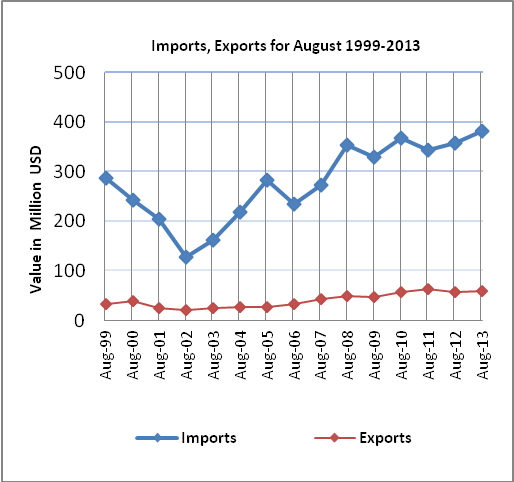 Imports, Exports for August 1999-2013
Value in Million USD
500
400
300
200
100
0
Aug-99
Aug-00
Aug-01
Aug-02
Aug-03
Aug-04
Aug-05
Aug-06
Aug-07
Aug-08
Aug-09
Aug-10
Aug-11
Aug-12
Aug-13
Imports Exports